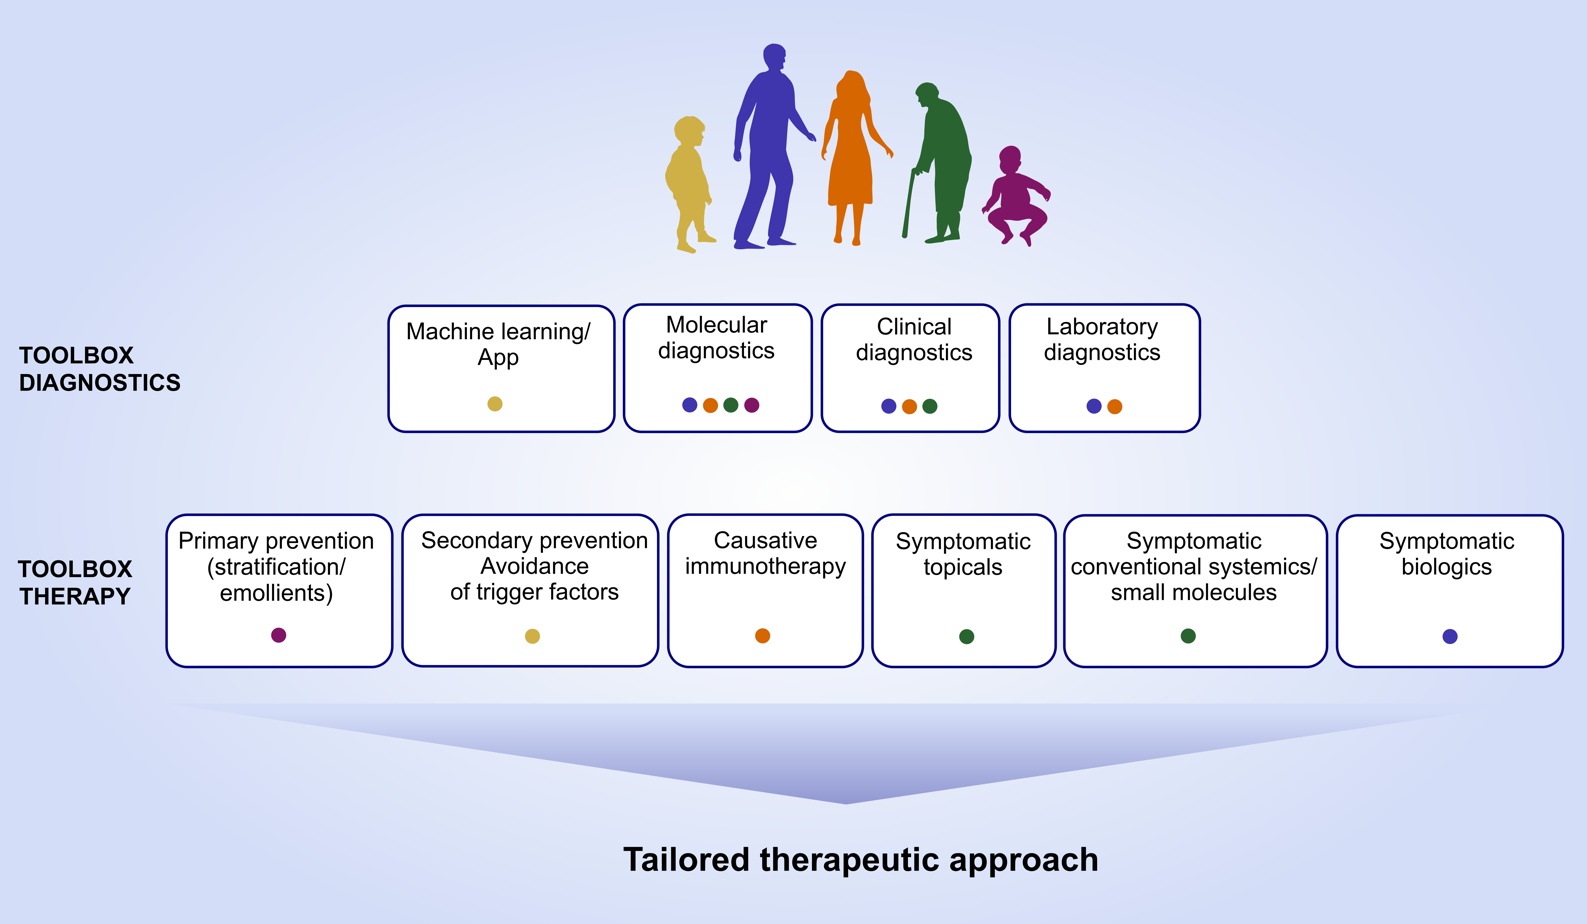 TOOLBOX
DIAGNOSTICS
Machine learning/
App
Molecular
diagnostics
Clinical
diagnostics
Laboratory
diagnostics
TOOLBOX
THERAPY
Primary prevention
(stratification/
emollients)
Secondary prevention
Avoidance
of trigger factors
Causative
immunotherapy
Symptomatic
topicals
Symptomatic
conventional systemics/
small molecules
Symptomatic
biologics
Tailored therapeutic approach